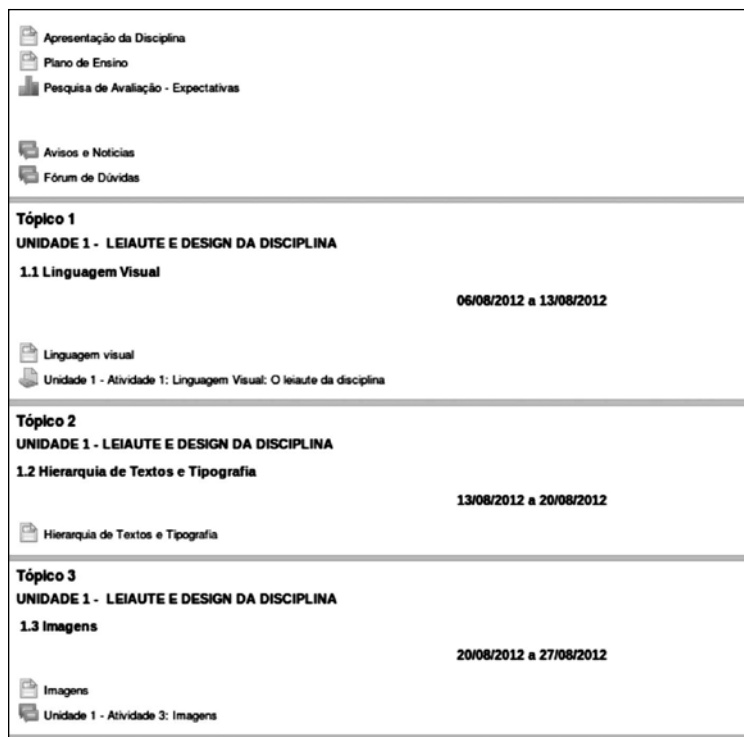 Apresentação da Disciplina
Plano de Ensino
Pesquisa de Avaliação - Expectativas
Avisos e Noticias
Fórum de Dúvidas
Tópico 1
UNIDADE 1 - LEIAUTE E DESIGN DA DISCIPLINA
1.1 Linguagem Visual
06/08/2012 a 13/08/2012
Linguagem visual
Unidade 1 - Atividade 1: Linguagem Visual: O leiaute da disciplina
Tópico 2
UNIDADE 1 - LEIAUTE E DESIGN DA DISCIPLINA
1.2 Hierarquia de Textos e Tipografia
13/08/2012 a 20/08/2012
Hierarquia de Textos e Tipografia
Tópico 3
UNIDADE 1 - LEIAUTE E DESIGN DA DISCIPLINA
1.3 Imagens
20/08/2012 a 27/08/2012
Imagens
Unidade 1 - Atividade 3: Imagens